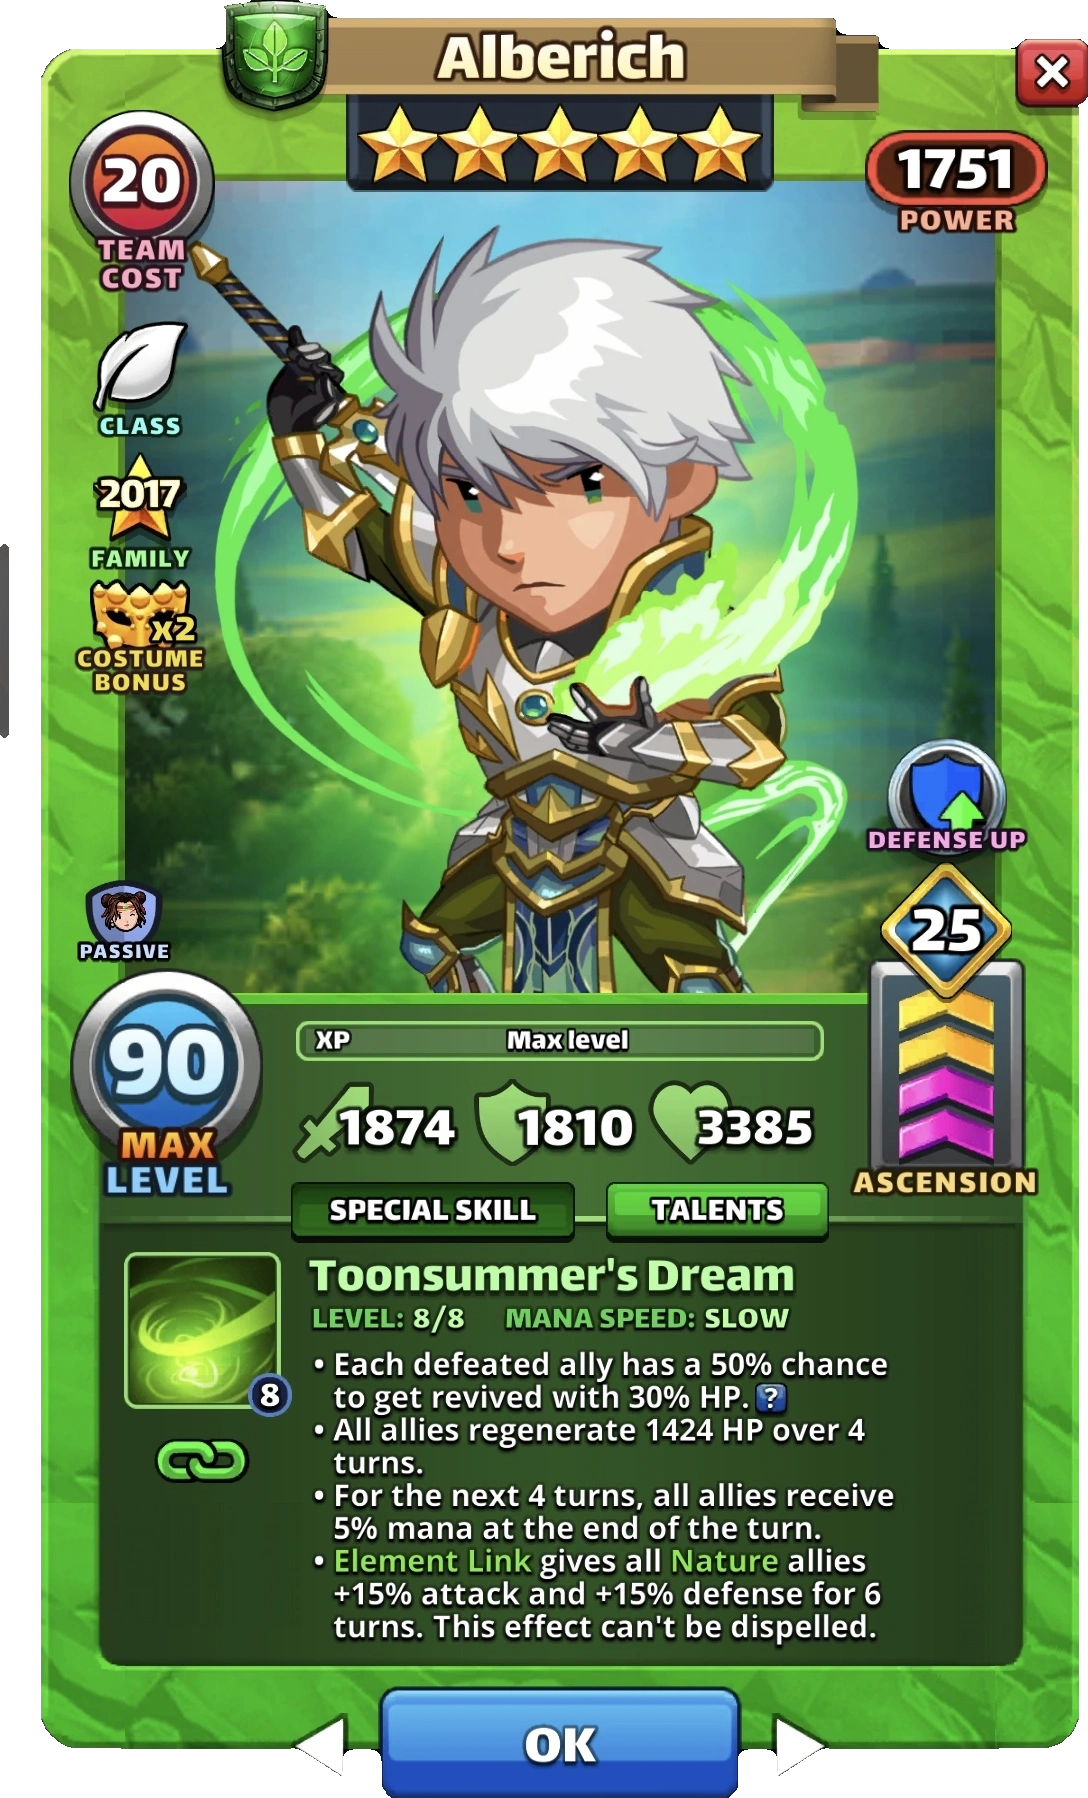 Alberich
20
TEAM
COST
1751
POWER
CLASS
2017
FAMILY
x2
COSTUME
BONUS
DEFENSE UP
PASSIVE
25
90
MAX
LEVEL
XP Max level
1874 1810 3385
ASCENSION
SPECIAL SKILL TALENTS
Toonsummer's Dream
LEVEL: 8/8 MANA SPEED: SLOW
8
• Each defeated ally has a 50% chance
to get revived with 30% HP. ?
• All allies regenerate 1424 HP over 4
turns.
• For the next 4 turns, all allies receive
5% mana at the end of the turn.
• Element Link gives all Nature allies
+15% attack and +15% defense for 6
turns. This effect can't be dispelled.
OK